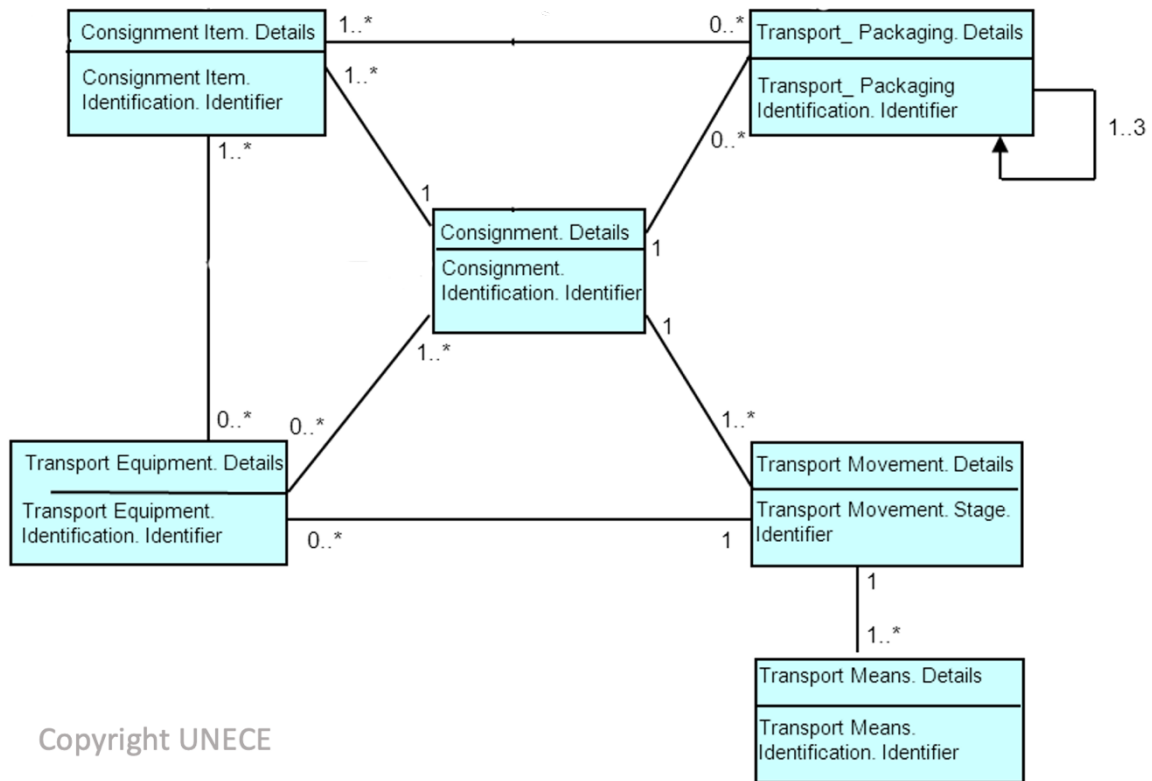 Consignment Item. Details
Consignment Item.
Identification. Identifier
1..*
0..*
Transport_ Packaging. Details
Transport_ Packaging
Identification. Identifier
1..3
1..*
0..*
1..*
1
1
Consignment. Details
Consignment.
Identification. Identifier
1..*
1
0..*
0..*
1..*
Transport Equipment. Details
Transport Equipment.
Identification. Identifier
0..*
1
Transport Movement. Details
Transport Movement. Stage.
Identifier
1
1..*
Transport Means. Details
Transport Means.
Identification. Identifier
Copyright UNECE